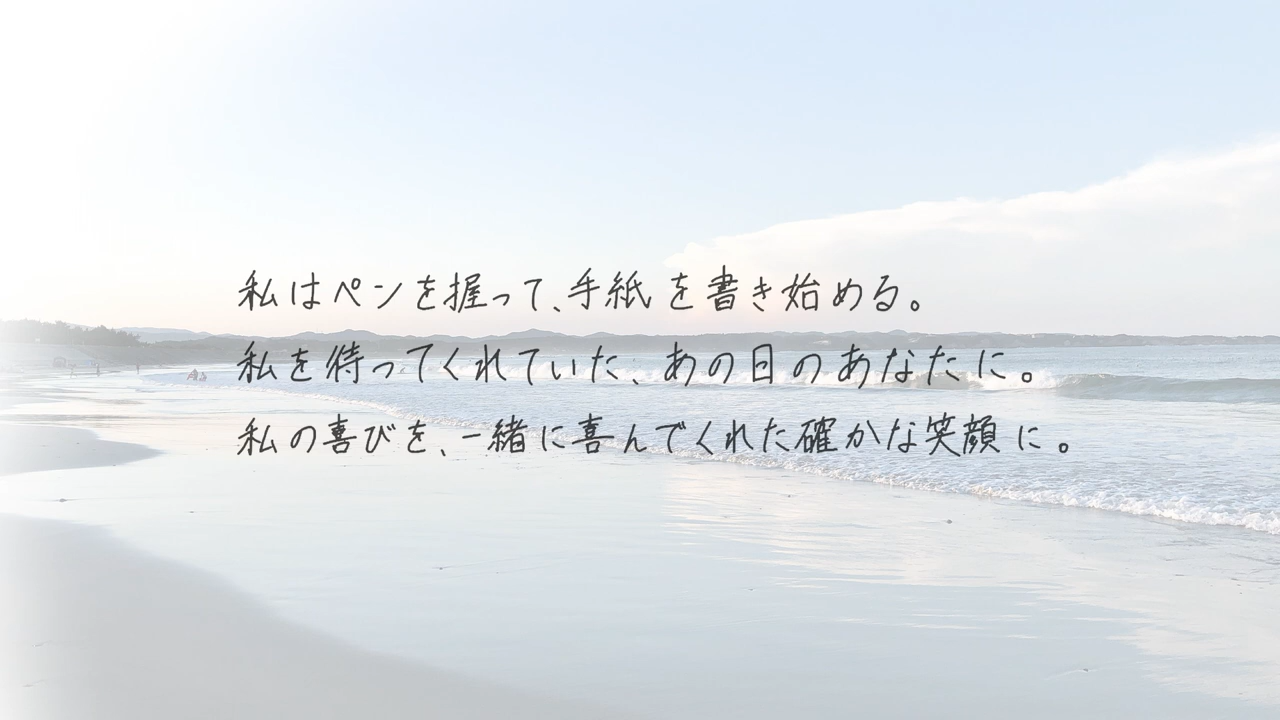 私はペンを握って、手紙を書き始める。
私を待ってくれていた、あの日のあなたに。
私の喜びを、一緒に喜んでくれた確かな笑顔に。